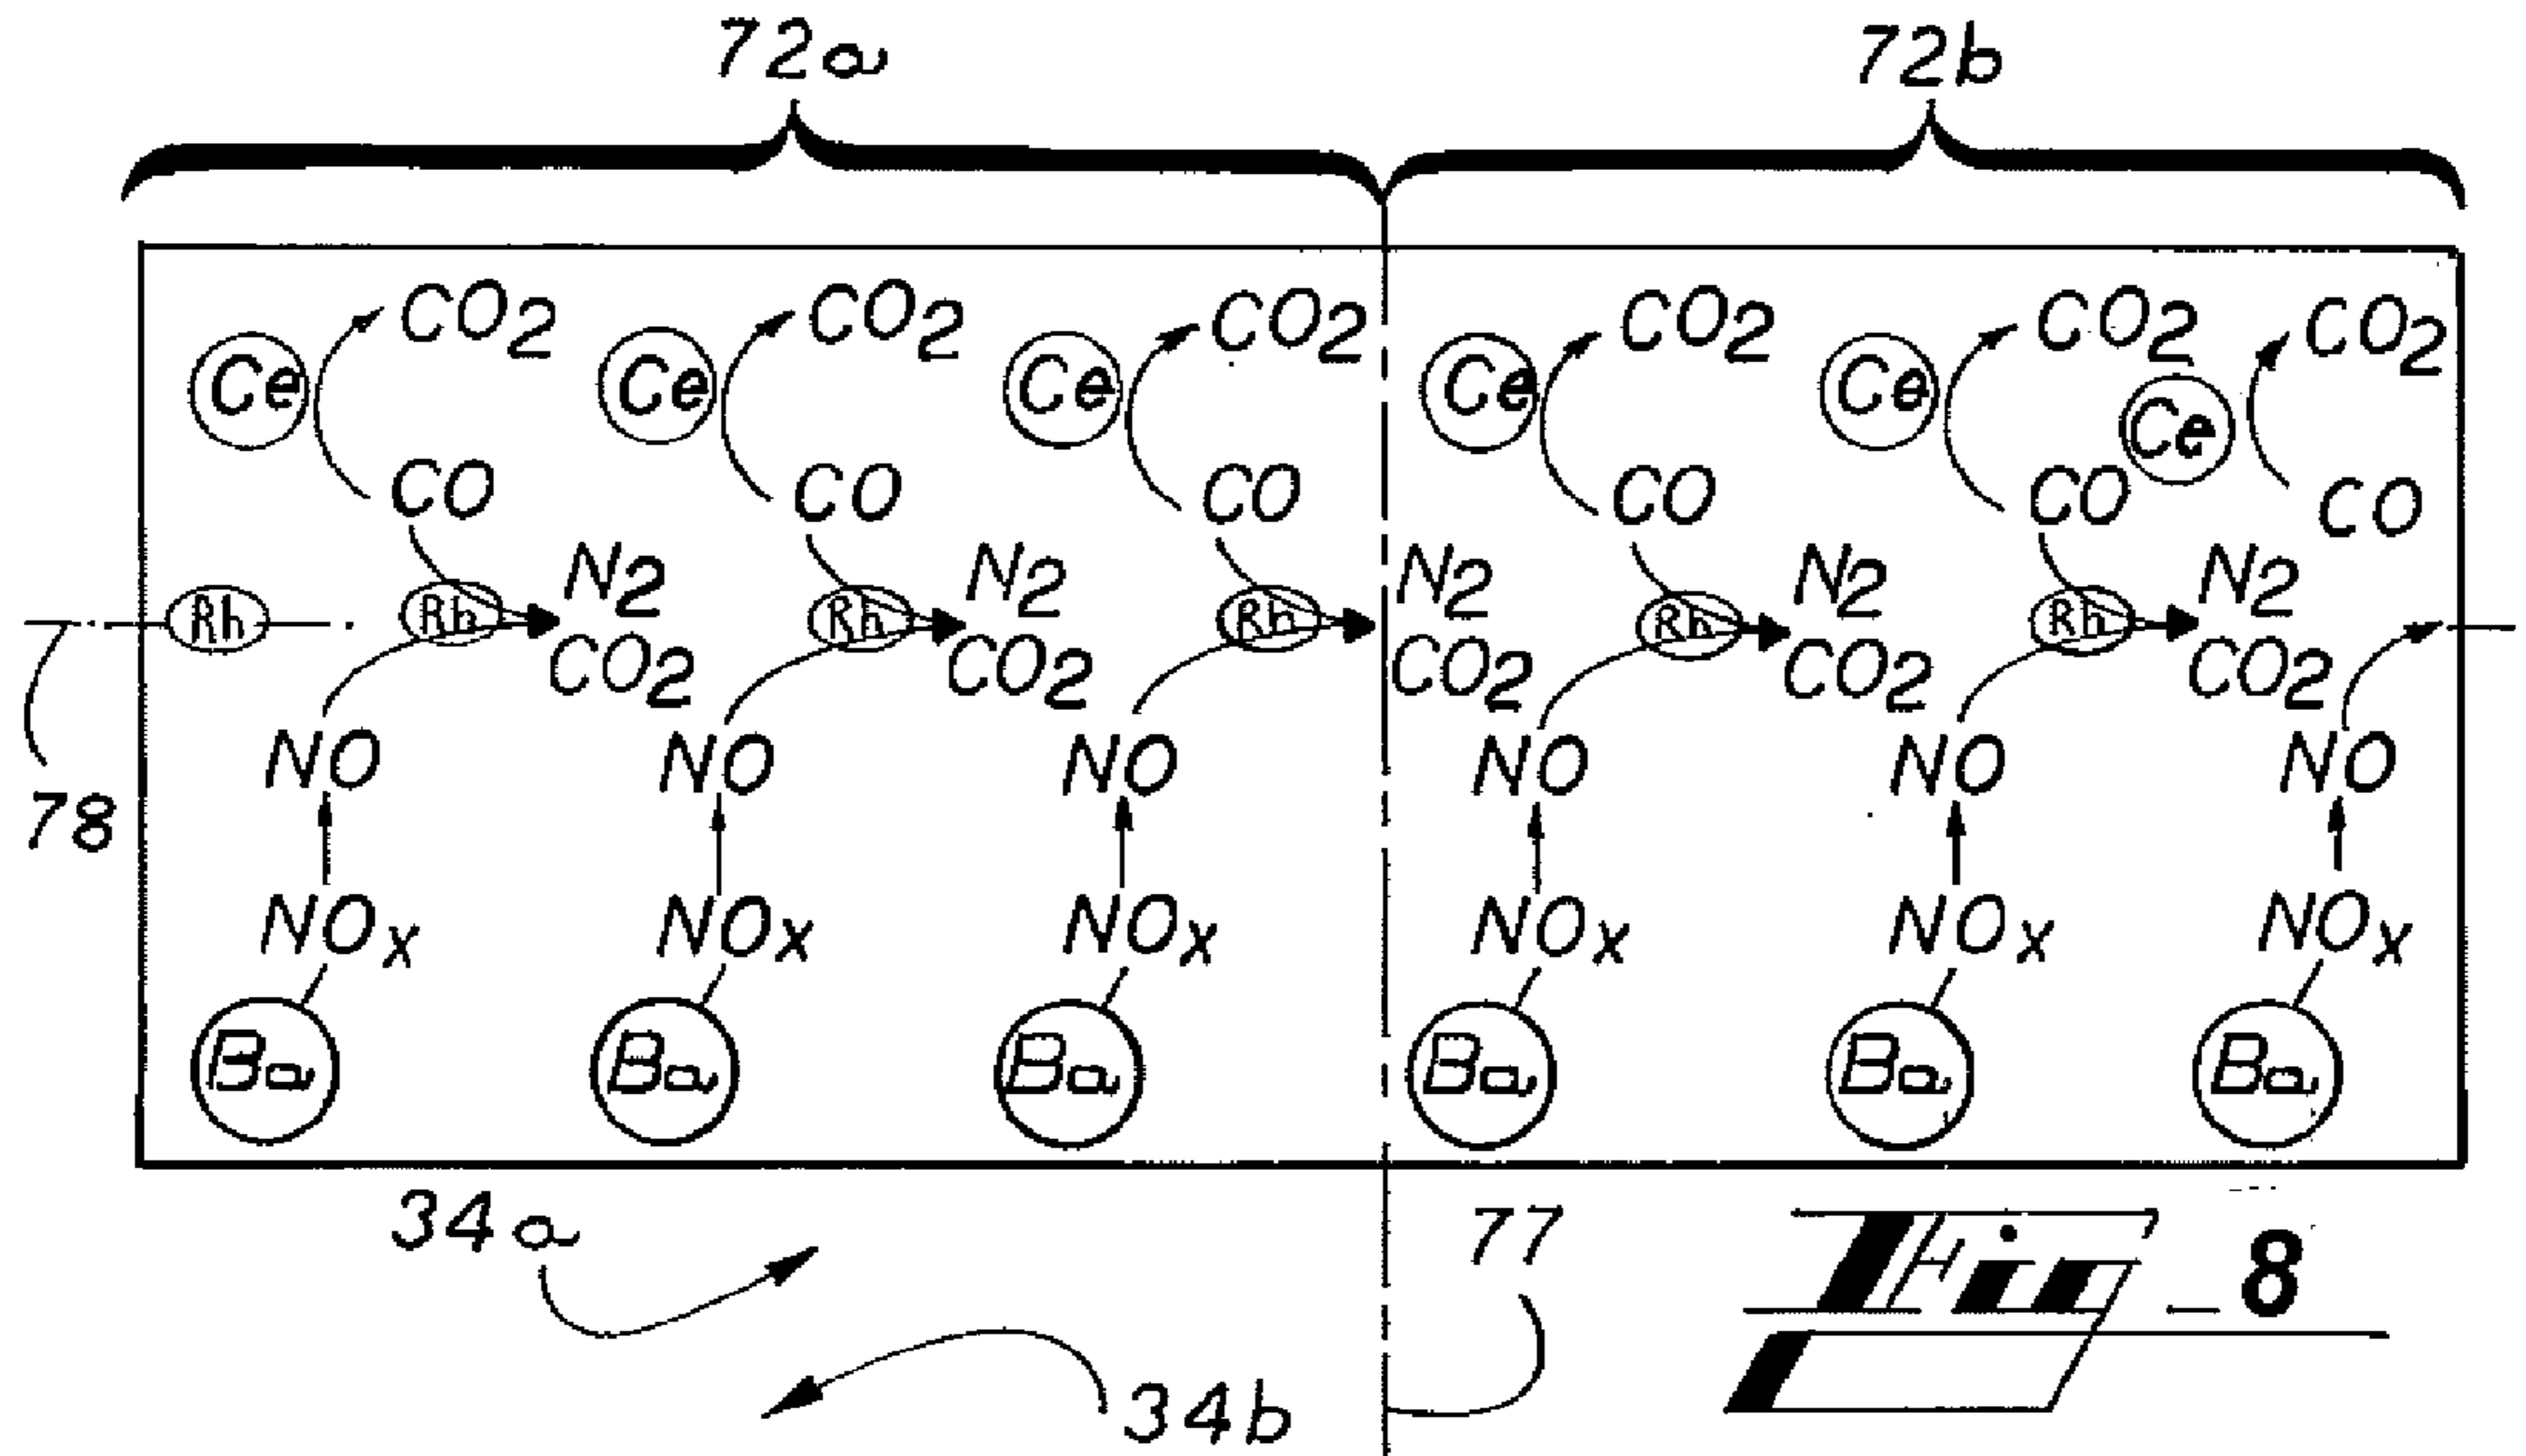 72a 72b
CO2 CO2 CO2 CO2 CO2 CO2
Ce Ce Ce Ce Ce Ce
CO CO CO CO CO CO
N2 N2 N2 N2 N2
Rh Rh Rh Rh Rh Rh
CO2 CO2 CO2 CO2 CO2
NO NO NO NO NO NO
78
NOx NOx NOx NOx NOx NOx
Ba Ba Ba Ba Ba Ba
34a 77
8
34b